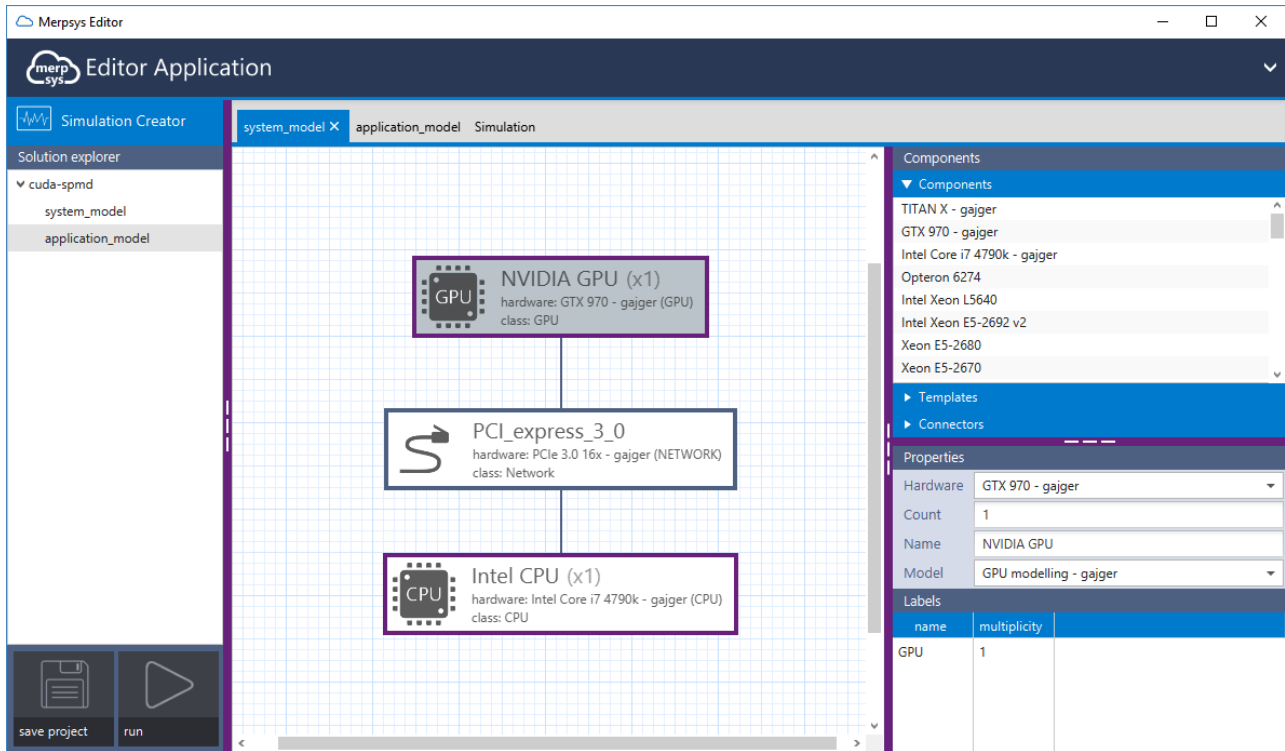 Merpsys Editor
merp sys Editor Application
Simulation Creator
Solution explorer
cuda-spmd
system_model
application_model
save project
run
system_model
application_model
Simulation
GPU
NVIDIA GPU (x1)
hardware: GTX 970 - gajger (GPU)
class: GPU
PCI_express_3_0
hardware: PCIe 3.0 16x - gajger (NETWORK)
class: Network
CPU
Intel CPU (x1)
hardware: Intel Core i7 4790k - gajger (CPU)
class: CPU
Components
Components
TITAN X - gajger
GTX 970 - gajger
Intel Core i7 4790k - gajger
Opteron 6274
Intel Xeon L5640
Intel Xeon E5-2692 v2
Xeon E5-2680
Xeon E5-2670
Templates
Connectors
Properties
Hardware GTX 970 - gajger
Count 1
Name NVIDIA GPU
Model GPU modelling - gajger
Labels
name multiplicity
GPU 1